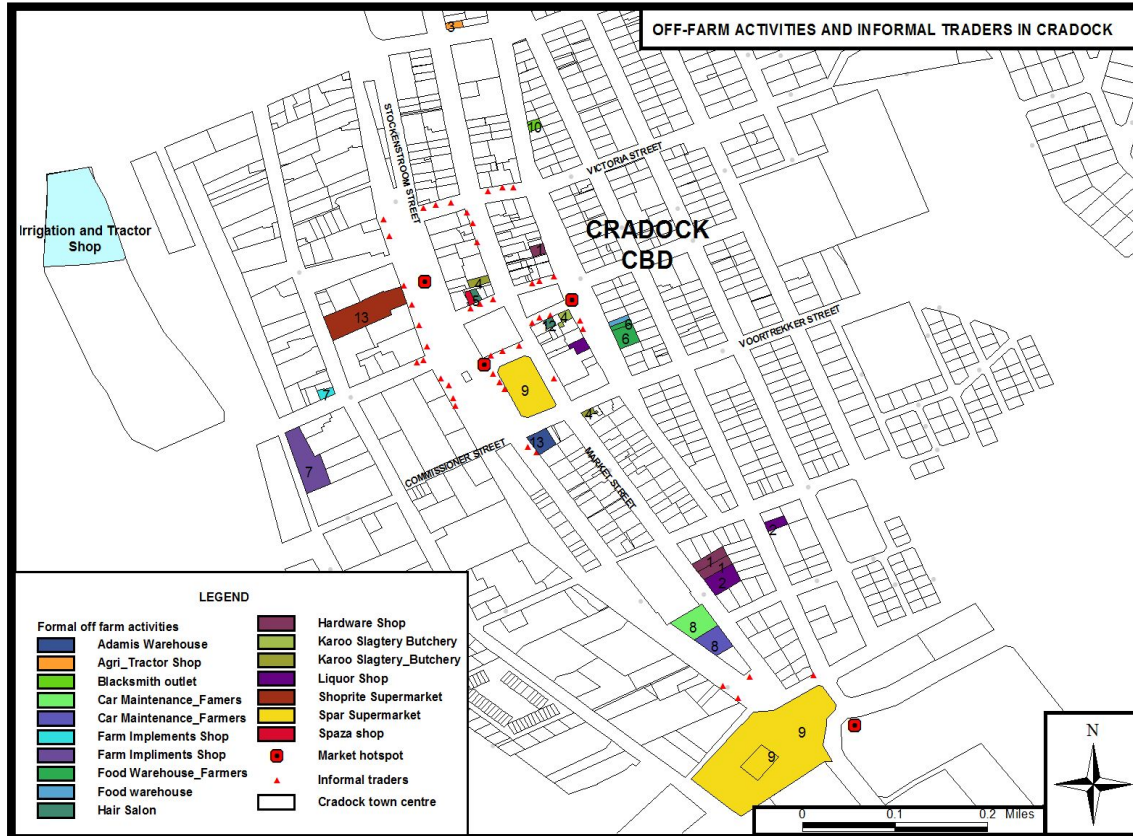 OFF-FARM ACTIVITIES AND INFORMAL TRADERS IN CRADOCK
3
STOCKENSTROOM STREET
10
VICTORIA STREET
Irrigation and Tractor
Shop
CRADOCK
CBD
1
4
5
13
4
12
6
6
VOORTREKKER STREET
7
9
4
13
COMMISSIONER STREET
MARKET STREET
7
2
1
1
2
8
8
9
9
LEGEND
Formal off farm activities
Adamis Warehouse
Agri_Tractor Shop
Blacksmith outlet
Car Maintenance_Famers
Car Maintenance_Farmers
Farm Implements Shop
Farm Impliments Shop
Food Warehouse_Farmers
Food warehouse
Hair Salon
Hardware Shop
Karoo Slagtery Butchery
Karoo Slagtery_Butchery
Liquor Shop
Shoprite Supermarket
Spar Supermarket
Spaza shop
Market hotspot
Informal traders
Cradock town centre
N
0 0.1 0.2 Miles